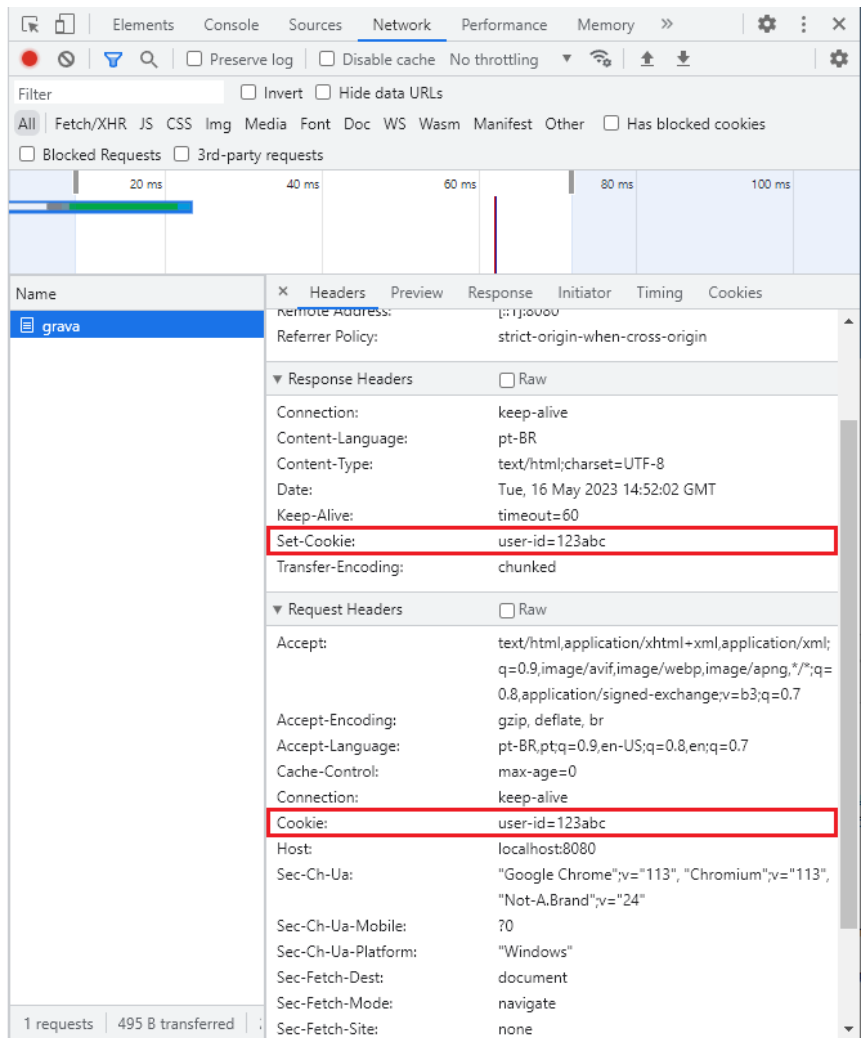 Elements Console Sources Network Performance Memory »
Preserve log Disable cache No throttling
Filter Invert Hide data URLs
All Fetch/XHR JS CSS Img Media Font Doc WS Wasm Manifest Other Has blocked cookies
Blocked Requests 3rd-party requests
20 ms 40 ms 60 ms 80 ms 100 ms
Name
grava
× Headers Preview Response Initiator Timing Cookies
Remote Address: [::1]:8080
Referrer Policy: strict-origin-when-cross-origin
▼ Response Headers Raw
Connection: keep-alive
Content-Language: pt-BR
Content-Type: text/html;charset=UTF-8
Date: Tue, 16 May 2023 14:52:02 GMT
Keep-Alive: timeout=60
Set-Cookie: user-id=123abc
Transfer-Encoding: chunked
▼ Request Headers Raw
Accept: text/html,application/xhtml+xml,application/xml;
q=0.9,image/avif,image/webp,image/apng,*/*;q=
0.8,application/signed-exchange;v=b3;q=0.7
Accept-Encoding: gzip, deflate, br
Accept-Language: pt-BR,pt;q=0.9,en-US;q=0.8,en;q=0.7
Cache-Control: max-age=0
Connection: keep-alive
Cookie: user-id=123abc
Host: localhost:8080
Sec-Ch-Ua: "Google Chrome";v="113", "Chromium";v="113",
"Not-A.Brand";v="24"
Sec-Ch-Ua-Mobile: ?0
Sec-Ch-Ua-Platform: "Windows"
Sec-Fetch-Dest: document
Sec-Fetch-Mode: navigate
Sec-Fetch-Site: none
1 requests 495 B transferred